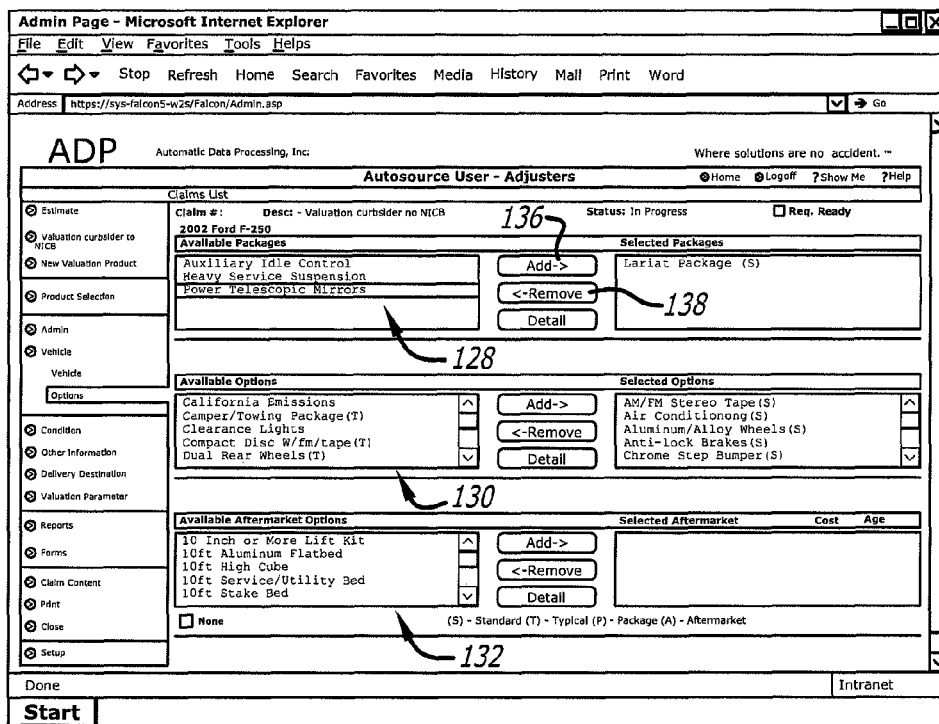 Admin Page - Microsoft Internet Explorer
File Edit View Favorites Tools Helps
Stop Refresh Home Search Favorites Media History Mail Print Word
Address https://sys-falcon5-w2s/Falcon/Admin.asp Go
ADP Automatic Data Processing, Inc: Where solutions are no accident. ™
Autosource User - Adjusters Home Logoff ?Show Me ?Help
Claims List
Estimate
Valuation curbsider to NICB
New Valuation Product
Product Selection
Admin
Vehicle
Vehicle
Options
Condition
Other Information
Delivery Destination
Valuation Parameter
Reports
Forms
Claim Content
Print
Close
Setup
Claim #: Desc: - Valuation curbsider no NICB Status: In Progress Req. Ready
136
2002 Ford F-250
Available Packages Selected Packages
Auxiliary Idle Control
Heavy Service Suspension
Power Telescopic Mirrors
Add->
<-Remove
Detail
Lariat Package (S)
138
128
Available Options Selected Options
California Emissions
Camper/Towing Package(T)
Clearance Lights
Compact Disc W/fm/tape(T)
Dual Rear Wheels(T)
Add->
<-Remove
Detail
AM/FM Stereo Tape(S)
Air Conditionong(S)
Aluminum/Alloy Wheels(S)
Anti-lock Brakes(S)
Chrome Step Bumper(S)
130
Available Aftermarket Options Selected Aftermarket Cost Age
10 Inch or More Lift Kit
10ft Aluminum Flatbed
10ft High Cube
10ft Service/Utility Bed
10ft Stake Bed
Add->
<-Remove
Detail
None (S) - Standard (T) - Typical (P) - Package (A) - Aftermarket
132
Done Intranet
Start